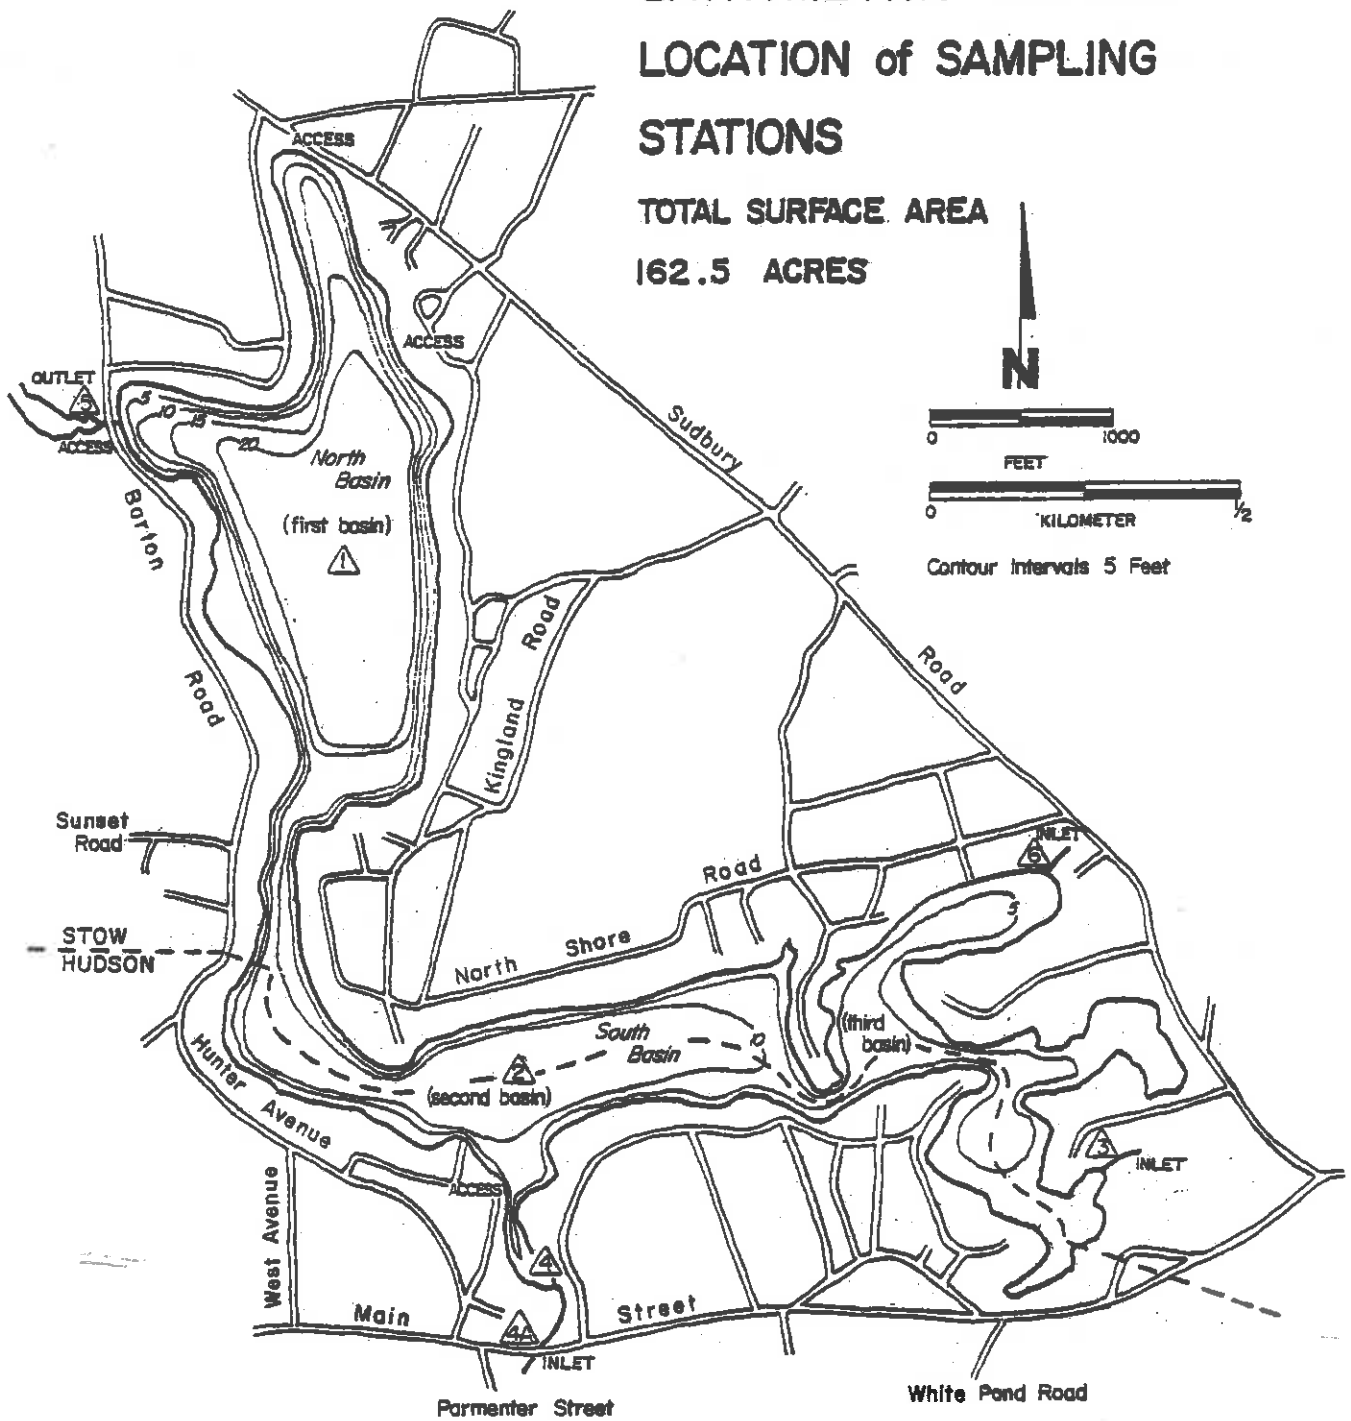 LOCATION of SAMPLING
STATIONS
TOTAL SURFACE AREA
162.5 ACRES
N
0 1000
FEET
0 1/2
KILOMETER
Contour Intervals 5 Feet
ACCESS
ACCESS
OUTLET
5
ACCESS
5
10
15
20
North
Basin
(first basin)
1
Barton
Road
Sudbury
Road
Kingland
Road
Sunset
Road
STOW
HUDSON
North
Shore
Road
INLET
6
5
South
Basin
10
(third
basin)
2
(second basin)
Hunter
Avenue
West Avenue
ACCESS
3
INLET
4
4A
INLET
Main
Street
Parmenter Street
White Pond Road